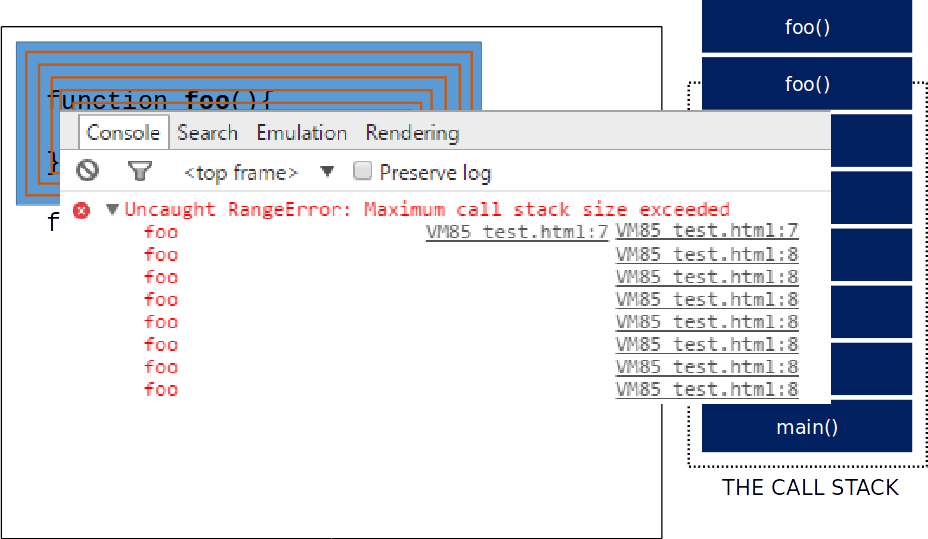 foo()
foo()
function foo(){
Console Search Emulation Rendering
}
<top frame> ▼ Preserve log
▼ Uncaught RangeError: Maximum call stack size exceeded
f
foo VM85 test.html:7 VM85 test.html:7
foo VM85 test.html:8
foo VM85 test.html:8
foo VM85 test.html:8
foo VM85 test.html:8
foo VM85 test.html:8
foo VM85 test.html:8
foo VM85 test.html:8
main()
THE CALL STACK